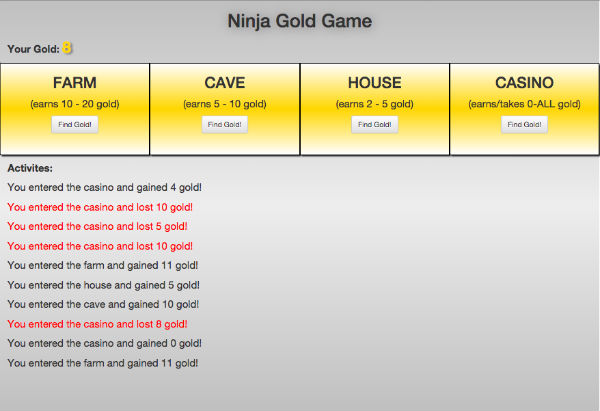 Ninja Gold Game
Your Gold: 8
FARM CAVE HOUSE CASINO
(earns 10 - 20 gold) (earns 5 - 10 gold) (earns 2 - 5 gold) (earns/takes 0-ALL gold)
Find Gold! Find Gold! Find Gold! Find Gold!
Activites:
You entered the casino and gained 4 gold!
You entered the casino and lost 10 gold!
You entered the casino and lost 5 gold!
You entered the casino and lost 10 gold!
You entered the farm and gained 11 gold!
You entered the house and gained 5 gold!
You entered the cave and gained 10 gold!
You entered the casino and lost 8 gold!
You entered the casino and gained 0 gold!
You entered the farm and gained 11 gold!